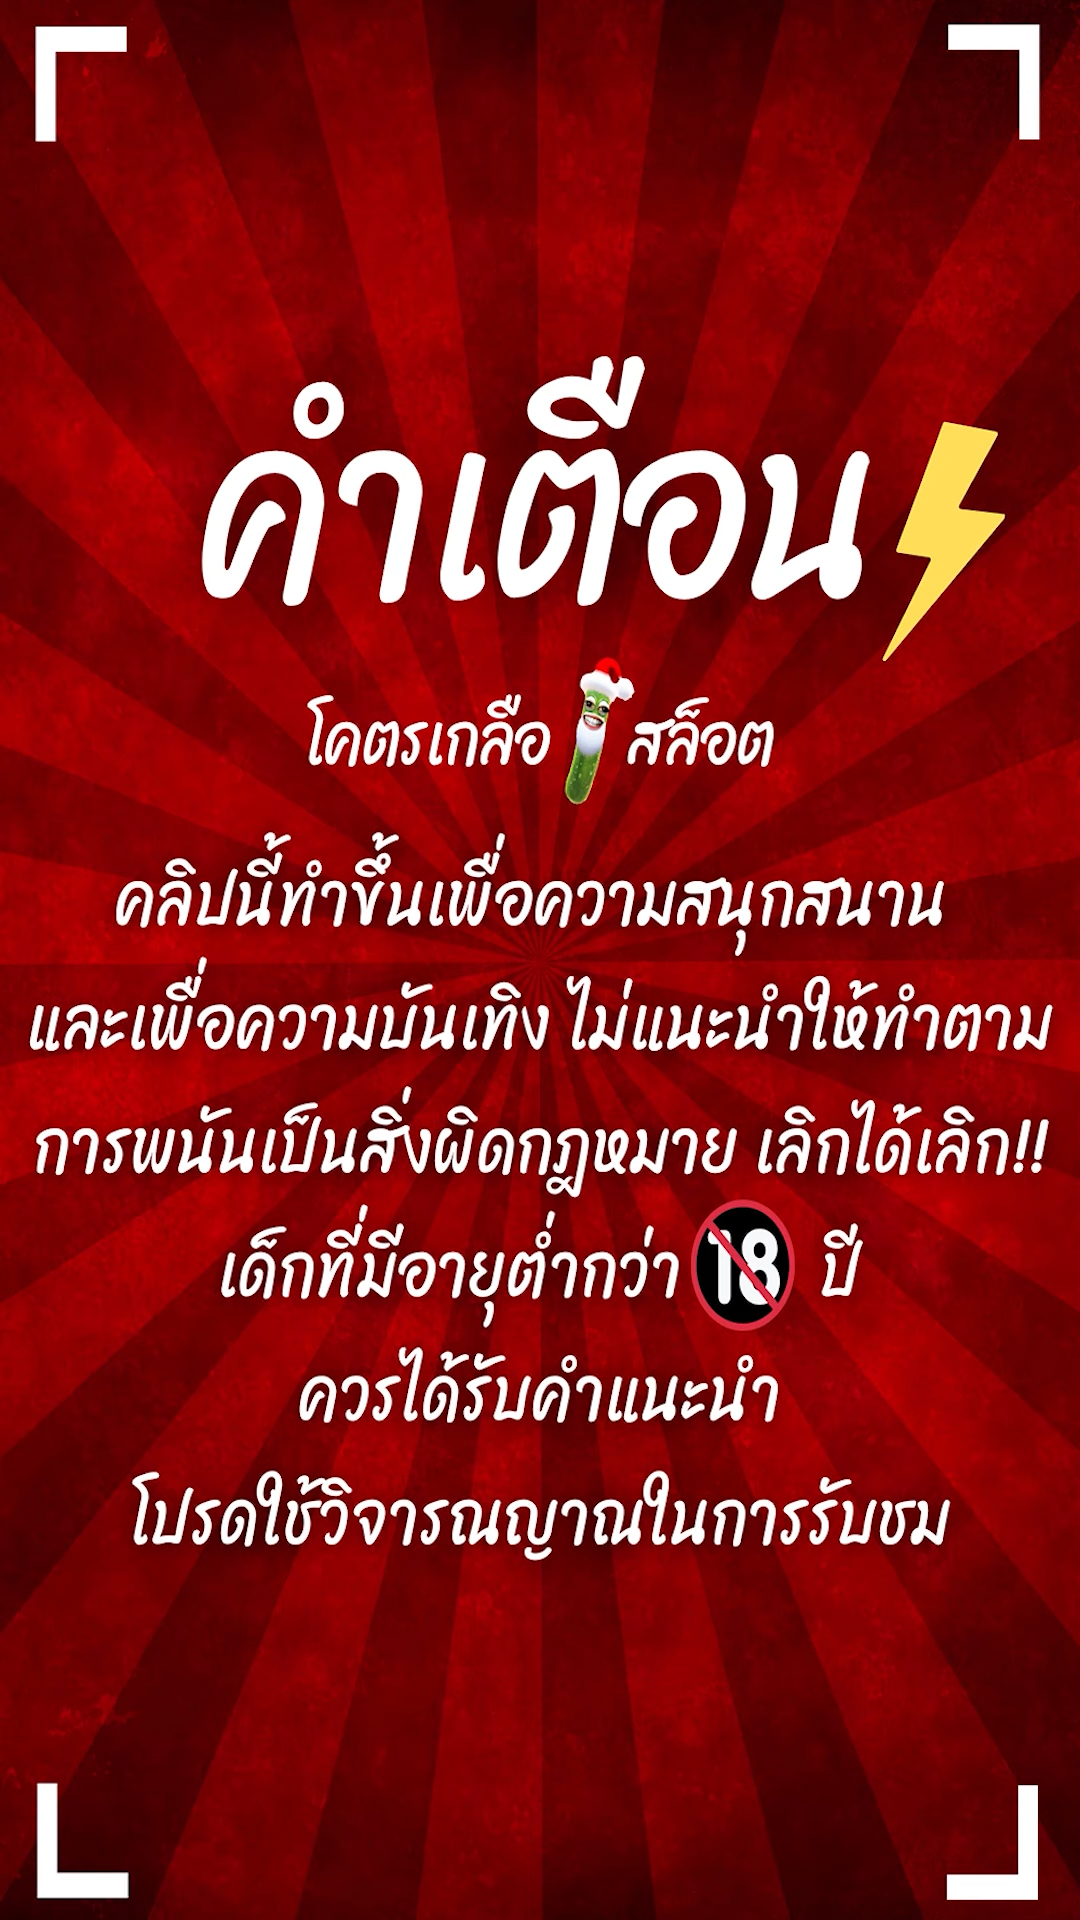 คำเตือน
โคตรเกลือ สล็อต
คลิปนี้ทำขึ้นเพื่อความสนุกสนาน
และเพื่อความบันเทิง ไม่แนะนำให้ทำตาม
การพนันเป็นสิ่งผิดกฎหมาย เลิกได้เลิก!!
เด็กที่มีอายุต่ำกว่า 18 ปี
ควรได้รับคำแนะนำ
โปรดใช้วิจารณญาณในการรับชม